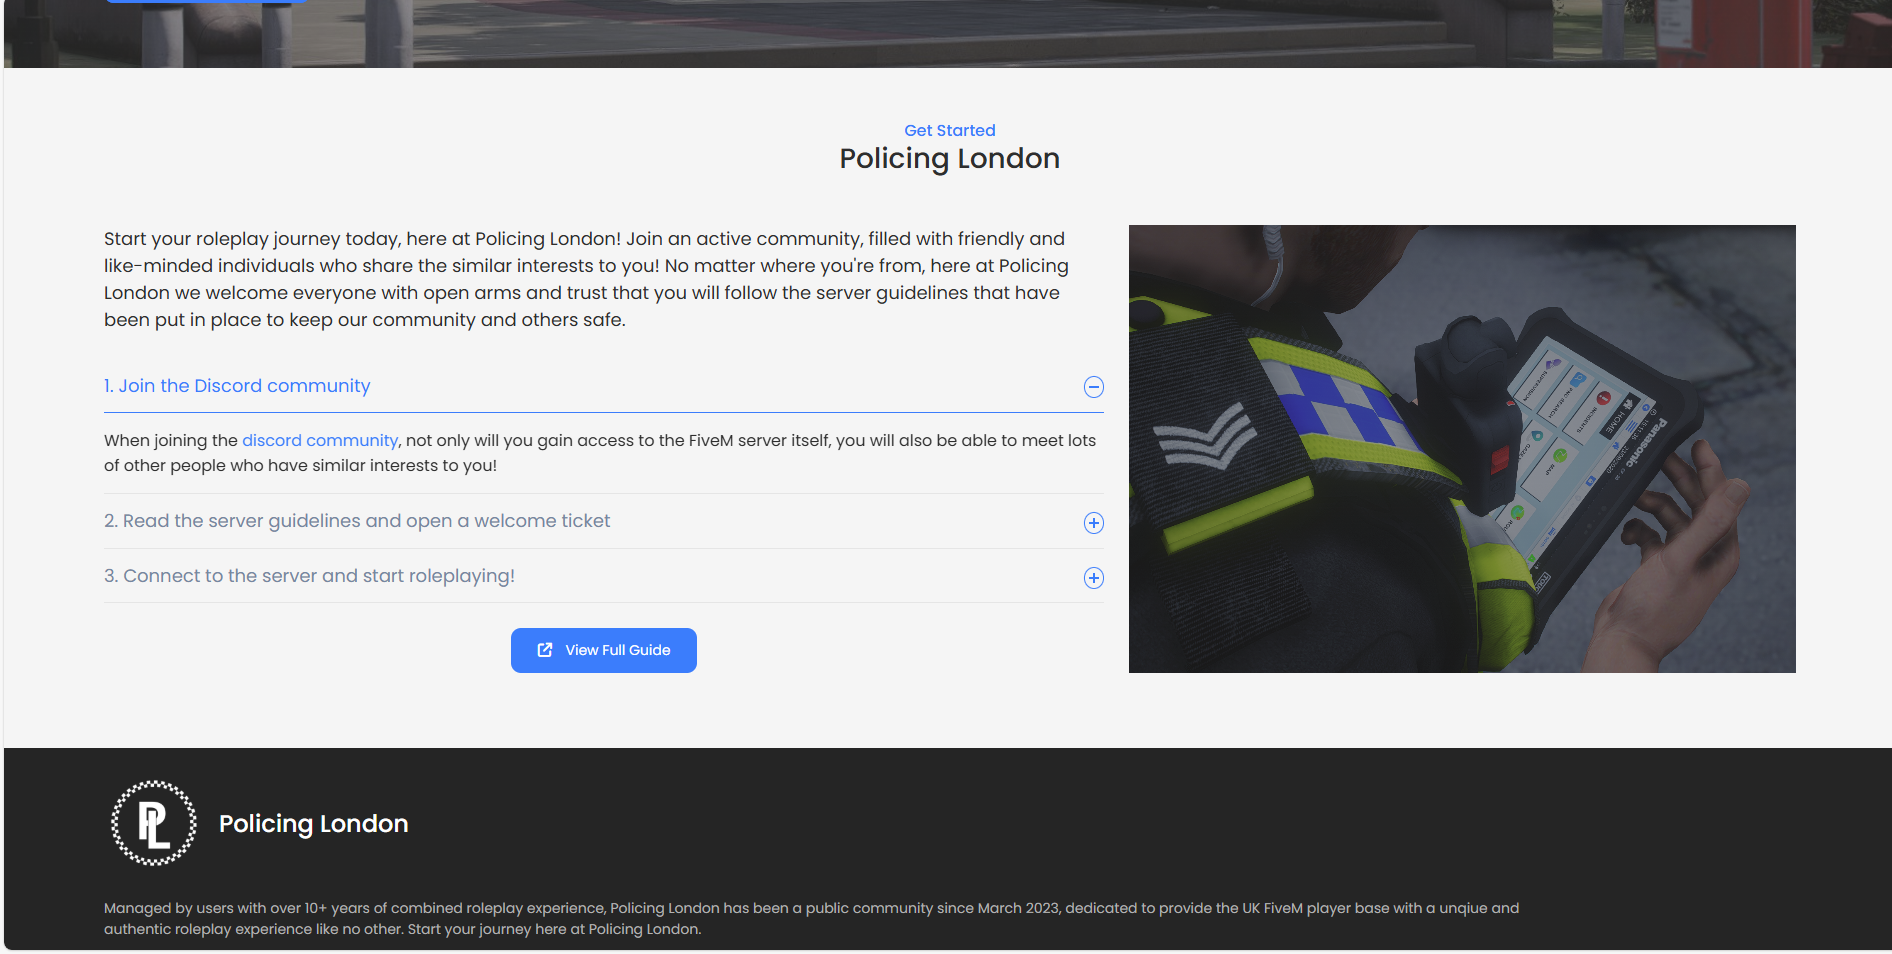 Get Started
Policing London
Start your roleplay journey today, here at Policing London! Join an active community, filled with friendly and
like-minded individuals who share the similar interests to you! No matter where you're from, here at Policing
London we welcome everyone with open arms and trust that you will follow the server guidelines that have
been put in place to keep our community and others safe.
1. Join the Discord community
When joining the discord community, not only will you gain access to the FiveM server itself, you will also be able to meet lots
of other people who have similar interests to you!
2. Read the server guidelines and open a welcome ticket
3. Connect to the server and start roleplaying!
View Full Guide
Panasonic
HOME
INCIDENTS
PNC SEARCH
SUPERVISION
MAP
PL
Policing London
Managed by users with over 10+ years of combined roleplay experience, Policing London has been a public community since March 2023, dedicated to provide the UK FiveM player base with a unqiue and
authentic roleplay experience like no other. Start your journey here at Policing London.